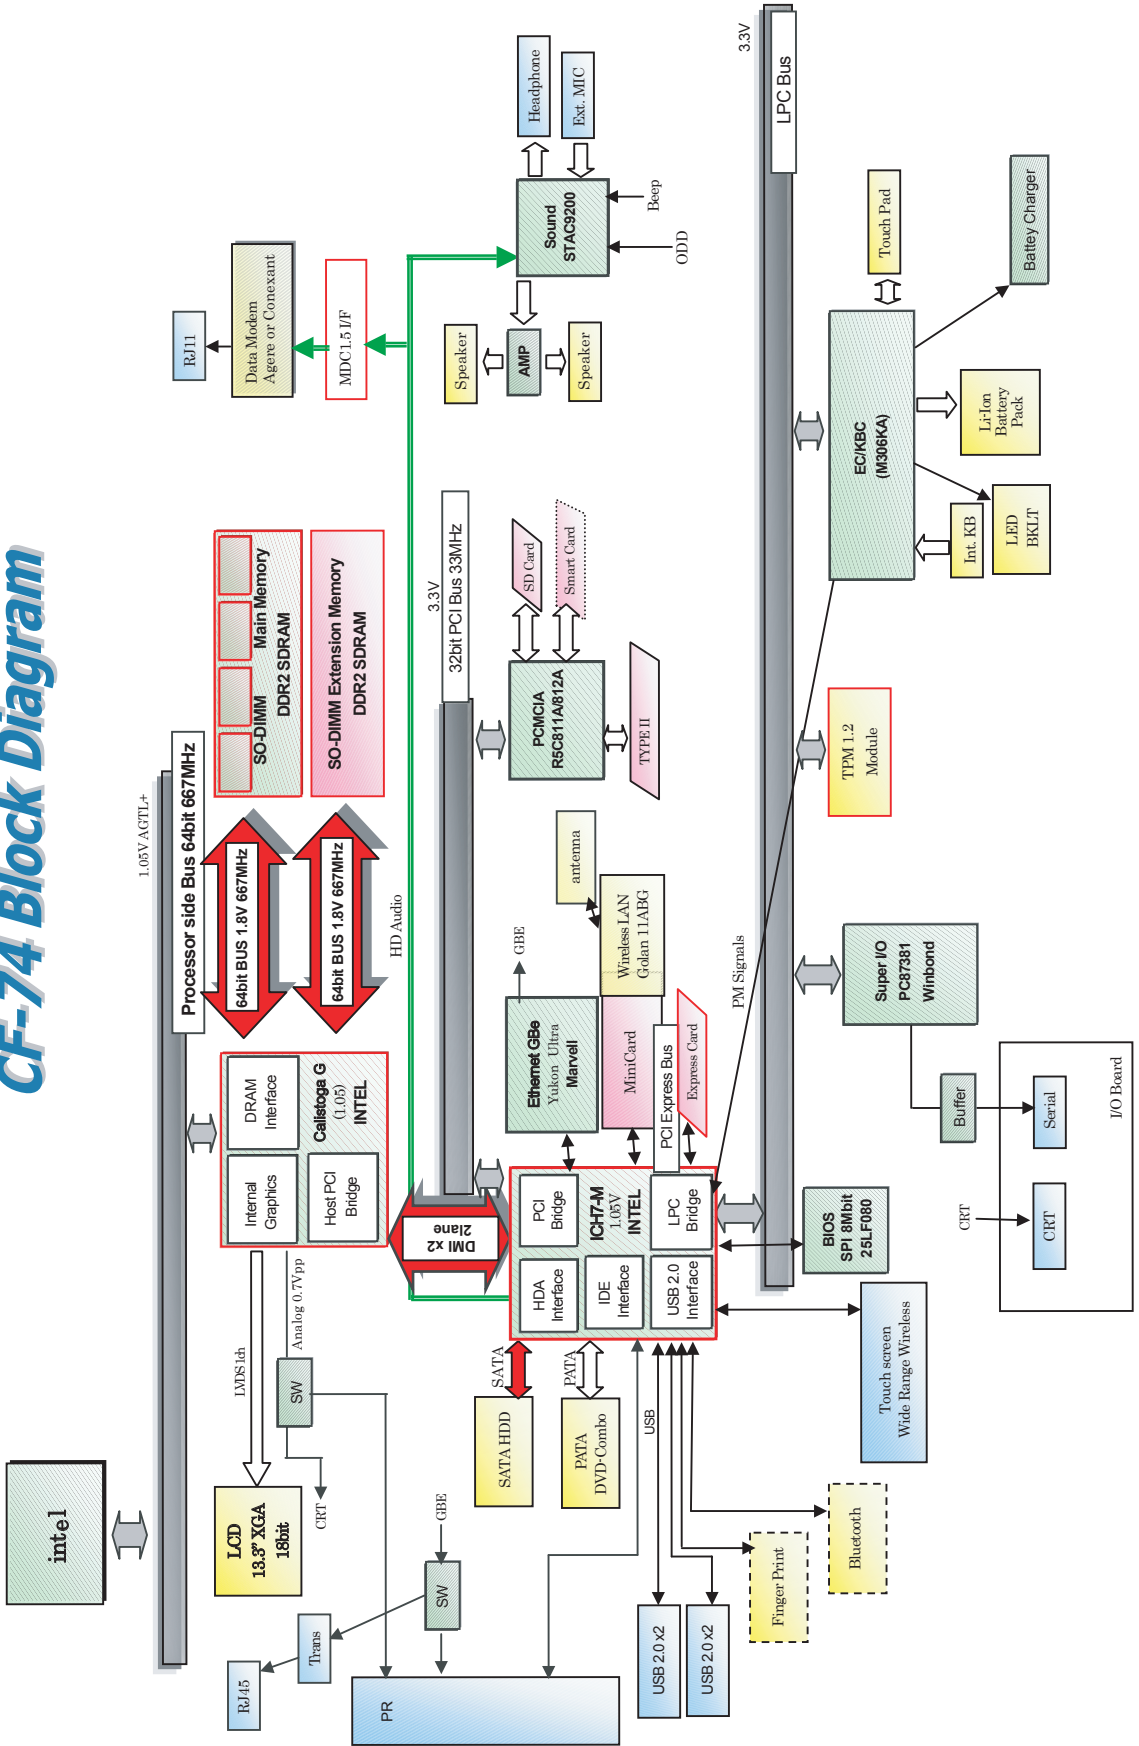 CF-74 Block Diagram
intel
1.05V AGTL+
Processor side Bus 64bit 667MHz
LCD
13.3" XGA
18bit
LVDS 1ch
Analog 0.7Vpp
SW
CRT
Internal
Graphics
DRAM
Interface
Host PCI
Bridge
Calistoga G
(1.05)
INTEL
64bit BUS 1.8V 667MHz
64bit BUS 1.8V 667MHz
SO-DIMM
Main Memory
DDR2 SDRAM
SO-DIMM Extension Memory
DDR2 SDRAM
RJ11
Data Modem
Agere or Conexant
MDC1.5 I/F
HD Audio
RJ45
Trans
SW
GBE
PR
DMI x2
2lane
3.3V
32bit PCI Bus 33MHz
Speaker
AMP
Speaker
Sound
STAC9200
Headphone
Ext. MIC
Beep
ODD
SATA HDD
SATA
PATA
DVD-Combo
PATA
HDA
Interface
PCI
Bridge
IDE
Interface
ICH7-M
1.05V
INTEL
USB 2.0
Interface
LPC
Bridge
Ethernet GBe
Yukon Ultra
Marvell
GBE
MiniCard
Wireless LAN
Golan 11ABG
antenna
PCI Express Bus
Express Card
PCMCIA
R5C811A/812A
SD Card
Smart Card
TYPE II
USB
USB 2.0 x2
USB 2.0 x2
Finger Print
Bluetooth
Touch screen
Wide Range Wireless
PM Signals
3.3V
LPC Bus
BIOS
SPI 8Mbit
25LF080
Super I/O
PC87381
Winbond
TPM 1.2
Module
EC/KBC
(M306KA)
Touch Pad
Battey Charger
Li-Ion
Battery
Pack
Int. KB
LED
BKLT
Buffer
CRT
CRT
Serial
I/O Board